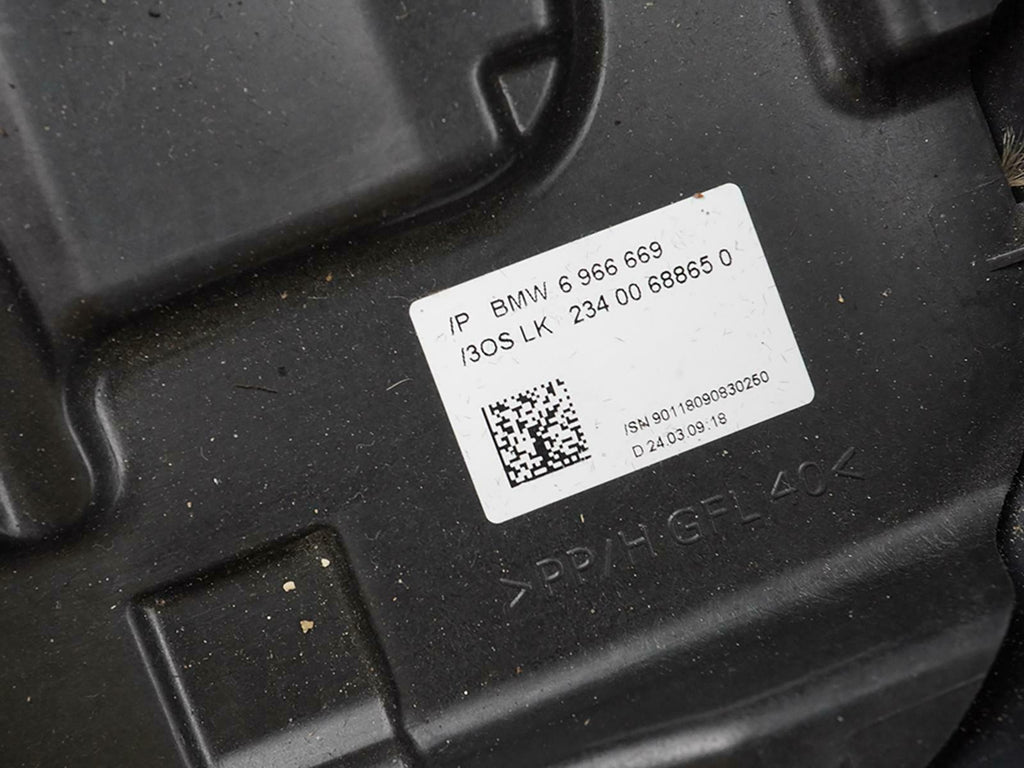 /P BMW 6 966 669
/3OS LK 234 00 68865 0
/SN 90118090830250
D 24.03.09:18
>PP/H GFL 40<